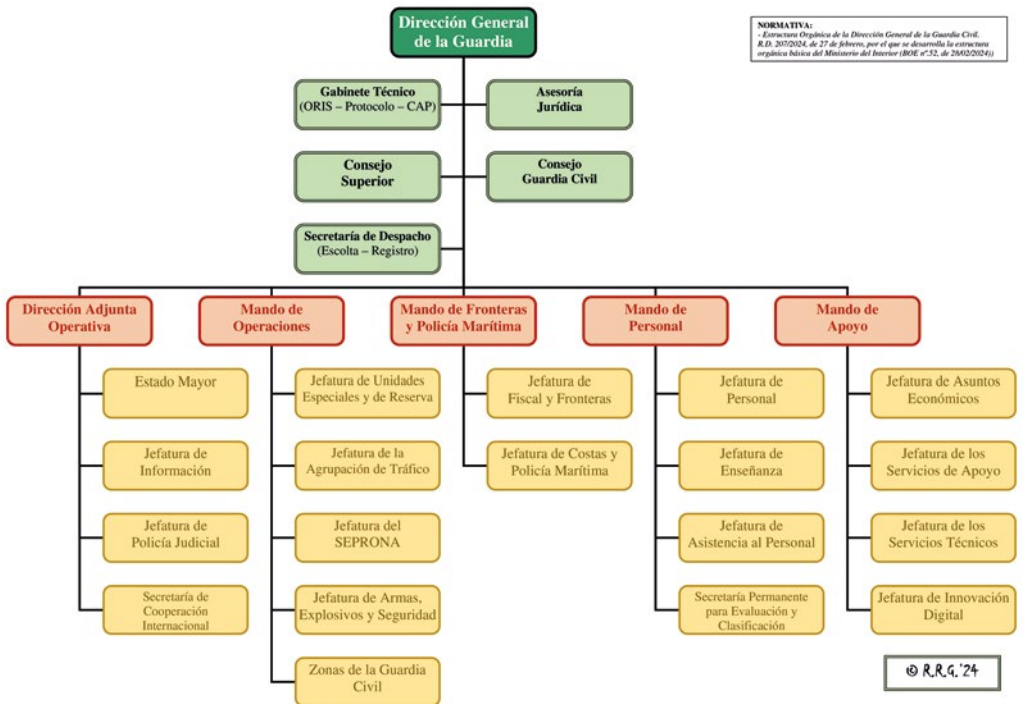 Dirección General
de la Guardia
NORMATIVA:
- Estructura Orgánica de la Dirección General de la Guardia Civil.
R.D. 207/2024, de 27 de febrero, por el que se desarrolla la estructura
orgánica básica del Ministerio del Interior (BOE nº.52, de 28/02/2024))
Gabinete Técnico
(ORIS – Protocolo – CAP)
Asesoría
Jurídica
Consejo
Superior
Consejo
Guardia Civil
Secretaría de Despacho
(Escolta – Registro)
Dirección Adjunta
Operativa
Mando de
Operaciones
Mando de Fronteras
y Policía Marítima
Mando de
Personal
Mando de
Apoyo
Estado Mayor
Jefatura de
Información
Jefatura de
Policía Judicial
Secretaría de
Cooperación
Internacional
Jefatura de Unidades
Especiales y de Reserva
Jefatura de la
Agrupación de Tráfico
Jefatura del
SEPRONA
Jefatura de Armas,
Explosivos y Seguridad
Zonas de la Guardia
Civil
Jefatura de
Fiscal y Fronteras
Jefatura de Costas y
Policía Marítima
Jefatura de
Personal
Jefatura de
Enseñanza
Jefatura de
Asistencia al Personal
Secretaría Permanente
para Evaluación y
Clasificación
Jefatura de Asuntos
Económicos
Jefatura de los
Servicios de Apoyo
Jefatura de los
Servicios Técnicos
Jefatura de Innovación
Digital
© R.R.G.'24